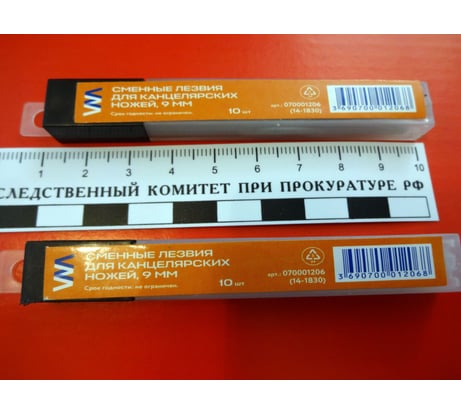 VM
СМЕННЫЕ ЛЕЗВИЯ
ДЛЯ КАНЦЕЛЯРСКИХ
НОЖЕЙ, 9 ММ
Срок годности: не ограничен.
10 шт
арт.: 070001206
(14-1830)
3 690700 012068
1 2 3 4 5 6 7 8 9 10
СЛЕДСТВЕННЫЙ КОМИТЕТ ПРИ ПРОКУРАТУРЕ РФ
VM
СМЕННЫЕ ЛЕЗВИЯ
ДЛЯ КАНЦЕЛЯРСКИХ
НОЖЕЙ, 9 ММ
Срок годности: не ограничен.
10 шт
арт.: 070001206
(14-1830)
3 690700 012068